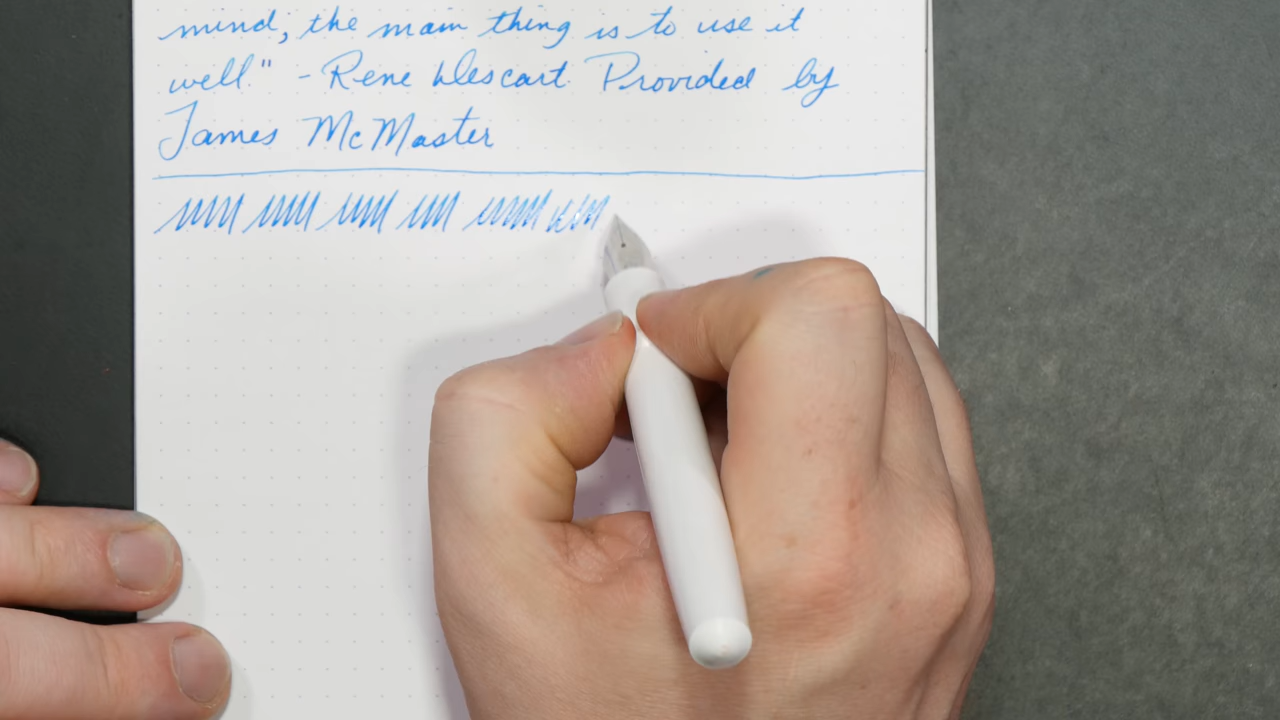 mind, the main thing is to use it
well" - Rene Descart Provided by
James McMaster